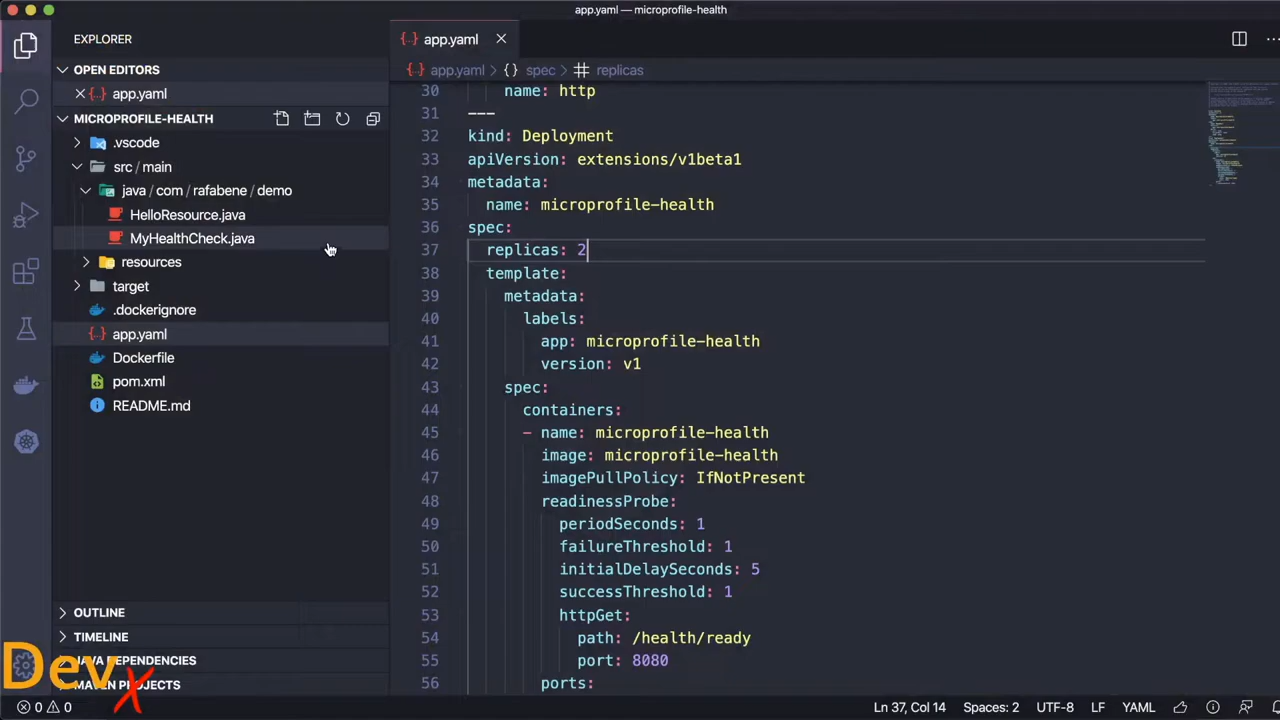 app.yaml — microprofile-health
EXPLORER
OPEN EDITORS
app.yaml
MICROPROFILE-HEALTH
.vscode
src / main
java / com / rafabene / demo
HelloResource.java
MyHealthCheck.java
resources
target
.dockerignore
app.yaml
Dockerfile
pom.xml
README.md
OUTLINE
TIMELINE
JAVA DEPENDENCIES
MAVEN PROJECTS
Dev
X
app.yaml
app.yaml > {} spec > # replicas
30 name: http
31 ---
32 kind: Deployment
33 apiVersion: extensions/v1beta1
34 metadata:
35 name: microprofile-health
36 spec:
37 replicas: 2
38 template:
39 metadata:
40 labels:
41 app: microprofile-health
42 version: v1
43 spec:
44 containers:
45 - name: microprofile-health
46 image: microprofile-health
47 imagePullPolicy: IfNotPresent
48 readinessProbe:
49 periodSeconds: 1
50 failureThreshold: 1
51 initialDelaySeconds: 5
52 successThreshold: 1
53 httpGet:
54 path: /health/ready
55 port: 8080
56 ports:
0 0 Ln 37, Col 14 Spaces: 2 UTF-8 LF YAML